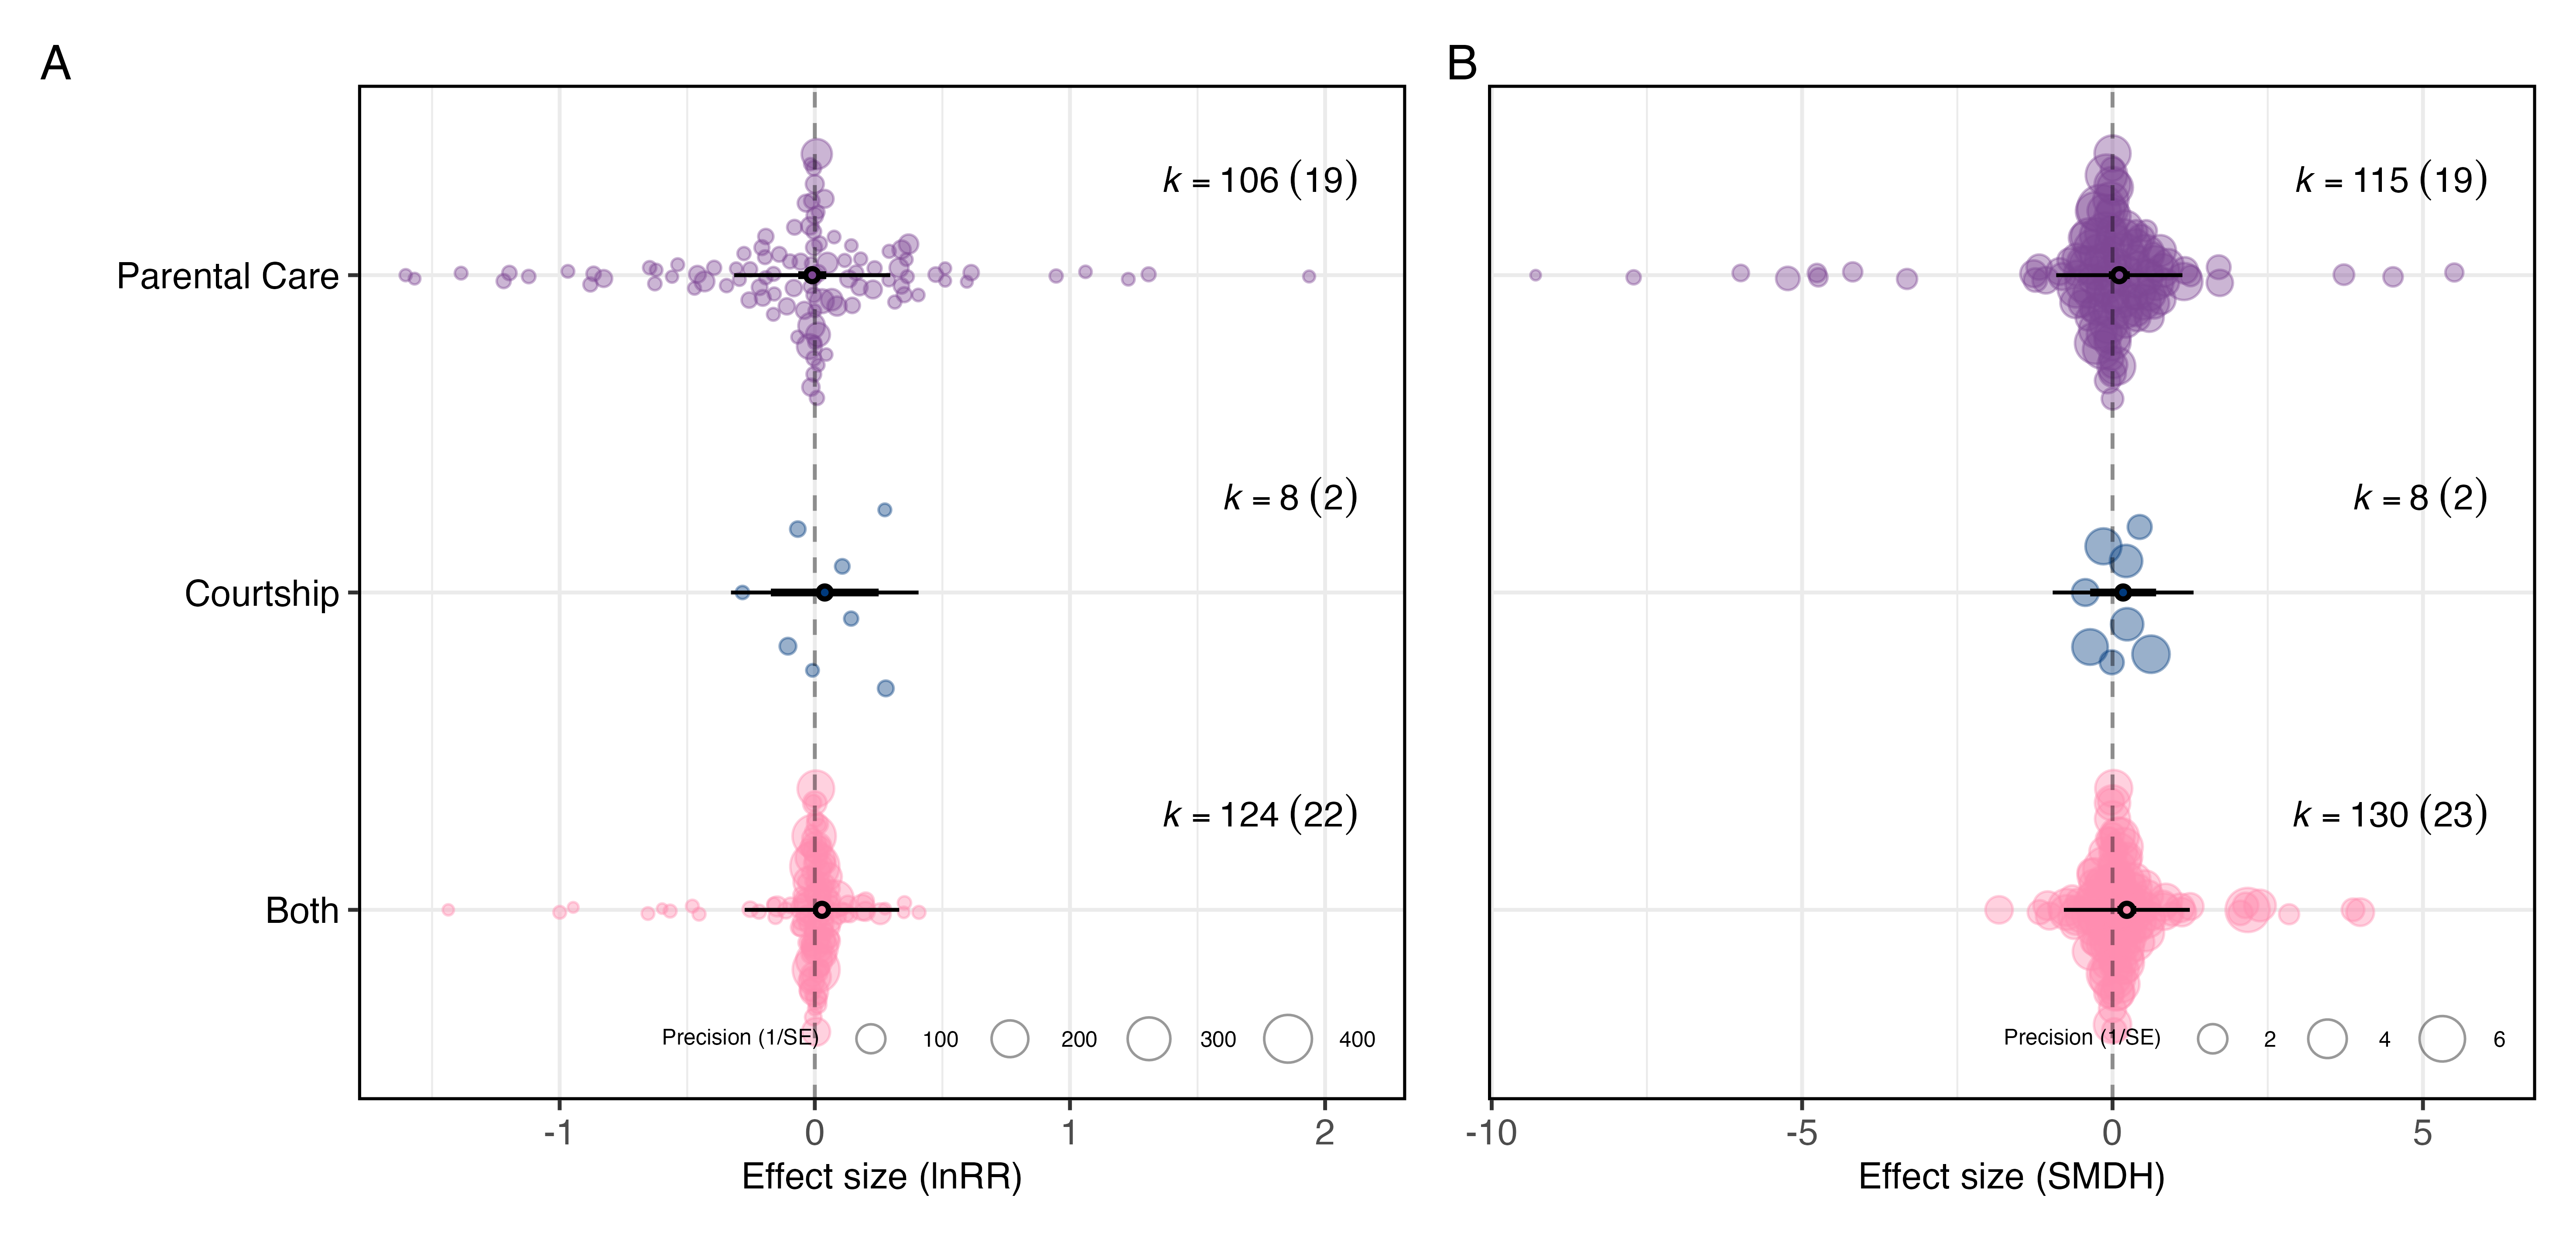 A
B
Parental Care
k = 106 (19)
k = 115 (19)
Courtship
k = 8 (2)
k = 8 (2)
Both
k = 124 (22)
k = 130 (23)
Precision (1/SE) 100 200 300 400
Precision (1/SE) 2 4 6
-1 0 1 2
-10 -5 0 5
Effect size (lnRR)
Effect size (SMDH)